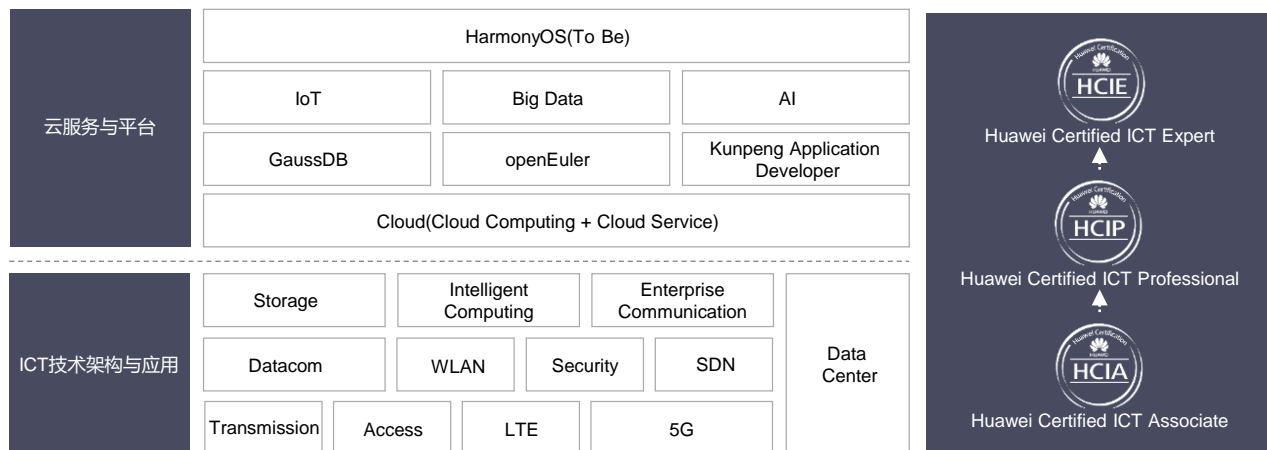 云服务与平台
HarmonyOS(To Be)
IoT
Big Data
AI
GaussDB
openEuler
Kunpeng Application
Developer
Cloud(Cloud Computing + Cloud Service)
ICT技术架构与应用
Storage
Intelligent
Computing
Enterprise
Communication
Datacom
WLAN
Security
SDN
Transmission
Access
LTE
5G
Data
Center
Huawei Certification
HUAWEI
HCIE
Huawei Certified ICT Expert
Huawei Certification
HUAWEI
HCIP
Huawei Certified ICT Professional
Huawei Certification
HUAWEI
HCIA
Huawei Certified ICT Associate